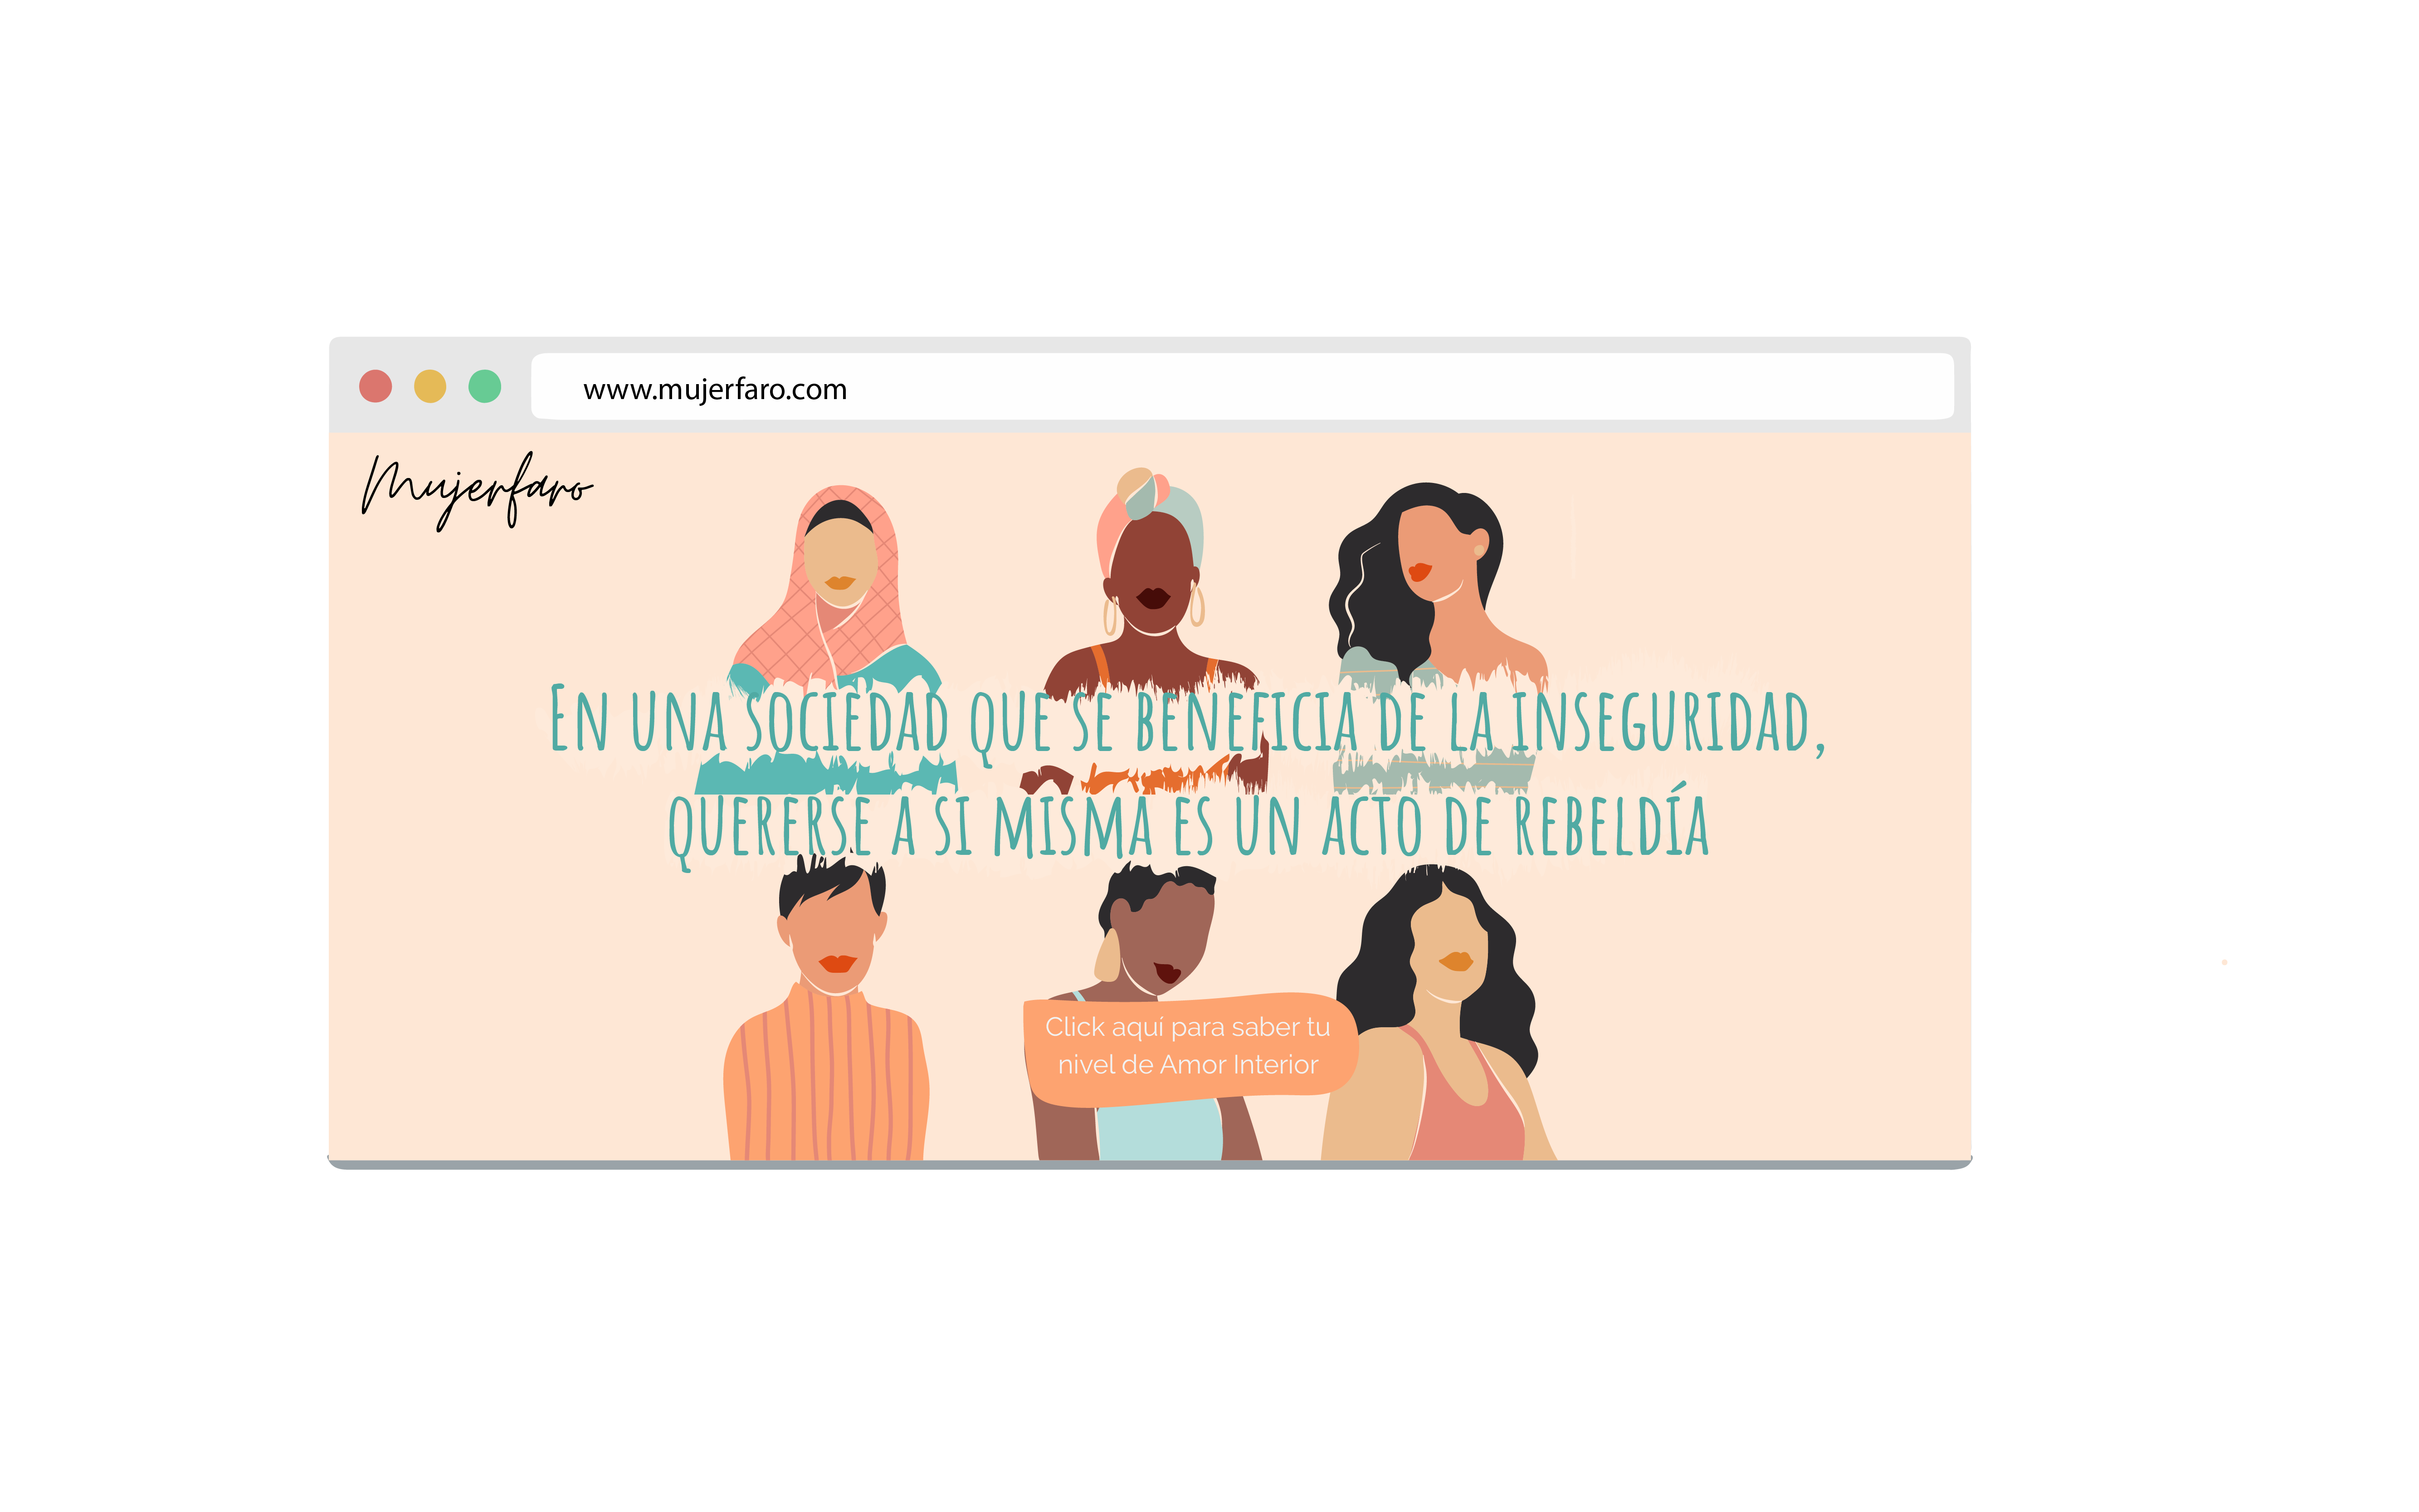 www.mujerfaro.com
Mujerfaro
EN UNA SOCIEDAD QUE SE BENEFICIA DE LA INSEGURIDAD,
QUERERSE A SI MISMA ES UN ACTO DE REBELDÍA
Click aquí para saber tu
nivel de Amor Interior